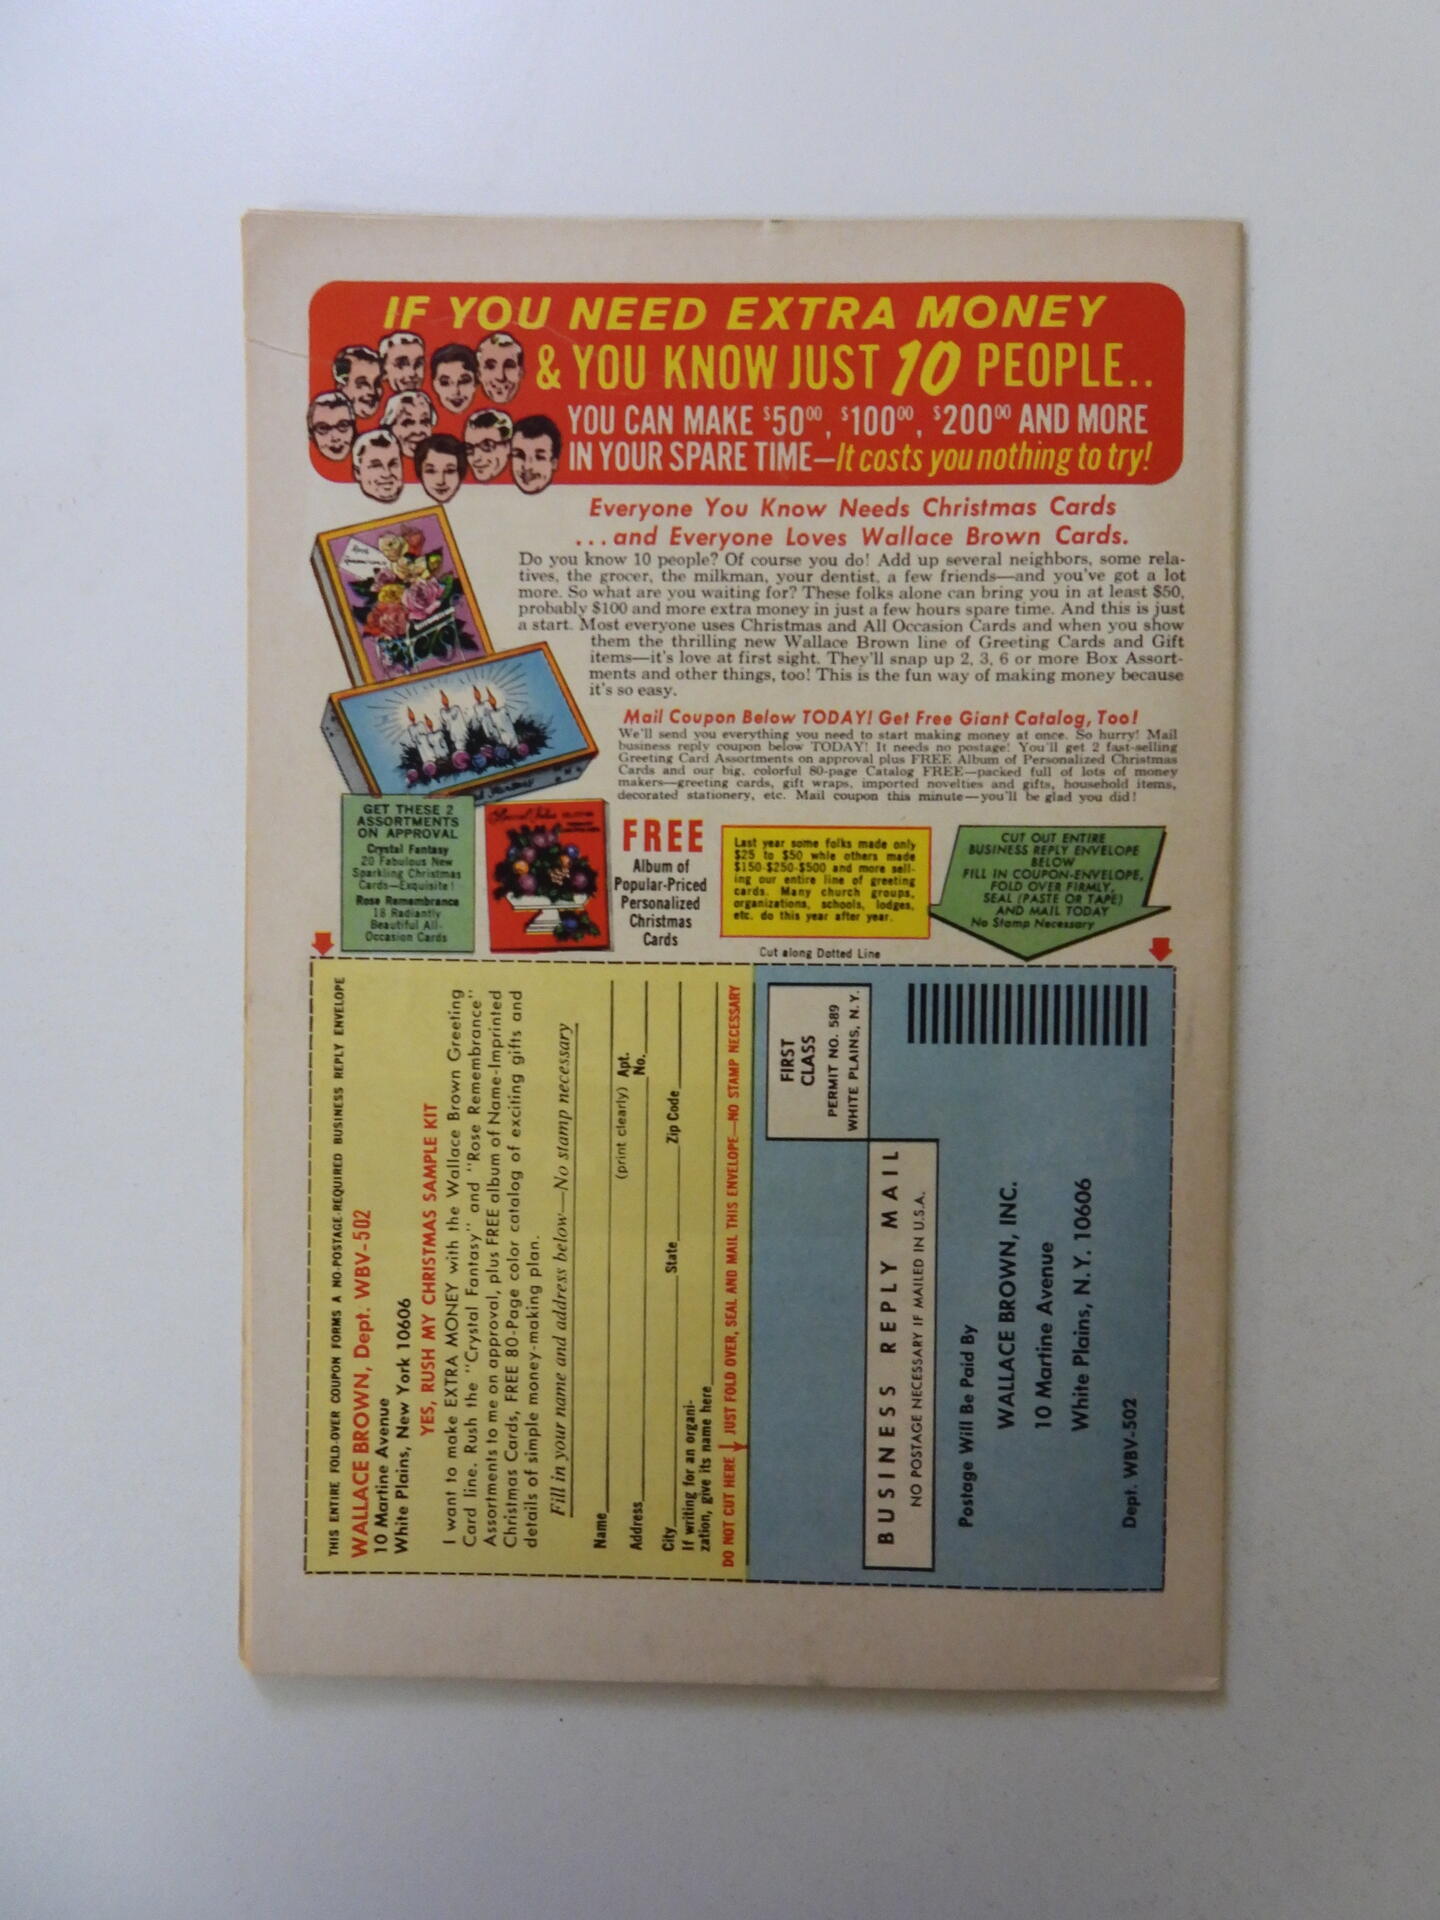 IF YOU NEED EXTRA MONEY
& YOU KNOW JUST 10 PEOPLE..
YOU CAN MAKE $50⁰⁰, $100⁰⁰, $200⁰⁰ AND MORE
IN YOUR SPARE TIME—It costs you nothing to try!
Everyone You Know Needs Christmas Cards
...and Everyone Loves Wallace Brown Cards.
Do you know 10 people? Of course you do! Add up several neighbors, some rela-
tives, the grocer, the milkman, your dentist, a few friends—and you've got a lot
more. So what are you waiting for? These folks alone can bring you in at least $50,
probably $100 and more extra money in just a few hours spare time. And this is just
a start. Most everyone uses Christmas and All Occasion Cards and when you show
them the thrilling new Wallace Brown line of Greeting Cards and Gift
items—it's love at first sight. They'll snap up 2, 3, 6 or more Box Assort-
ments and other things, too! This is the fun way of making money because
it's so easy.
Mail Coupon Below TODAY! Get Free Giant Catalog, Too!
We'll send you everything you need to start making money at once. So hurry! Mail
business reply coupon below TODAY! It needs no postage! You'll get 2 fast-selling
Greeting Card Assortments on approval plus FREE Album of Personalized Christmas
Cards and our big, colorful 80-page Catalog FREE—packed full of lots of money
makers—greeting cards, gift wraps, imported novelties and gifts, household items,
decorated stationery, etc. Mail coupon this minute—you'll be glad you did!
GET THESE 2
ASSORTMENTS
ON APPROVAL
Crystal Fantasy
20 Fabulous New
Sparkling Christmas
Cards—Exquisite!
Rose Remembrance
18 Radiantly
Beautiful All-
Occasion Cards
FREE
Album of
Popular-Priced
Personalized
Christmas
Cards
Last year some folks made only
$25 to $50 while others made
$150-$250-$500 and more sell-
ing our entire line of greeting
cards. Many church groups,
organizations, schools, lodges,
etc. do this year after year.
CUT OUT ENTIRE
BUSINESS REPLY ENVELOPE
BELOW
FILL IN COUPON-ENVELOPE,
FOLD OVER FIRMLY,
SEAL (PASTE OR TAPE)
AND MAIL TODAY
No Stamp Necessary
Cut along Dotted Line
THIS ENTIRE FOLD-OVER COUPON FORMS A NO-POSTAGE-REQUIRED BUSINESS REPLY ENVELOPE
WALLACE BROWN, Dept. WBV-502
10 Martine Avenue
White Plains, New York 10606
YES, RUSH MY CHRISTMAS SAMPLE KIT
I want to make EXTRA MONEY with the Wallace Brown Greeting
Card line. Rush the "Crystal Fantasy" and "Rose Remembrance"
Assortments to me on approval, plus FREE album of Name-Imprinted
Christmas Cards, FREE 80-Page color catalog of exciting gifts and
details of simple money-making plan.
Fill in your name and address below—No stamp necessary
Name
(print clearly)
Address Apt. No.
City State Zip Code
If writing for an organi-
zation, give its name here
DO NOT CUT HERE JUST FOLD OVER, SEAL AND MAIL THIS ENVELOPE—NO STAMP NECESSARY
FIRST
CLASS
PERMIT NO. 589
WHITE PLAINS, N.Y.
BUSINESS REPLY MAIL
NO POSTAGE NECESSARY IF MAILED IN U.S.A.
Postage Will Be Paid By
WALLACE BROWN, INC.
10 Martine Avenue
White Plains, N.Y. 10606
Dept. WBV-502